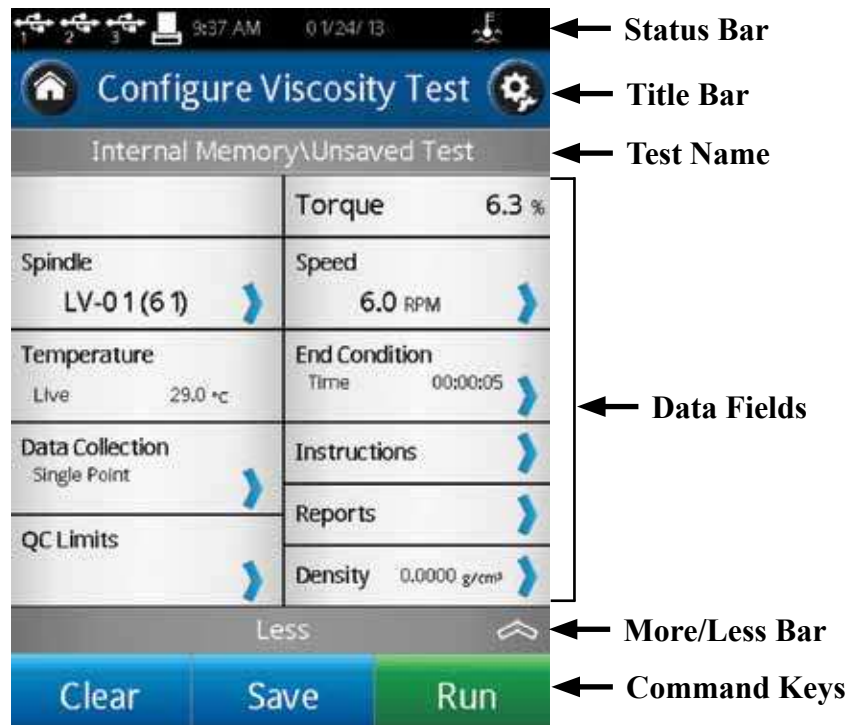 1 2 3 9:37 AM 01/24/13
Status Bar
Configure Viscosity Test
Title Bar
Internal Memory\Unsaved Test
Test Name
Torque 6.3 %
Spindle
LV-01(61)
Speed
6.0 RPM
Temperature
Live 29.0 °C
End Condition
Time 00:00:05
Data Fields
Data Collection
Single Point
Instructions
Reports
QC Limits
Density 0.0000 g/cm³
Less
More/Less Bar
Clear Save Run
Command Keys